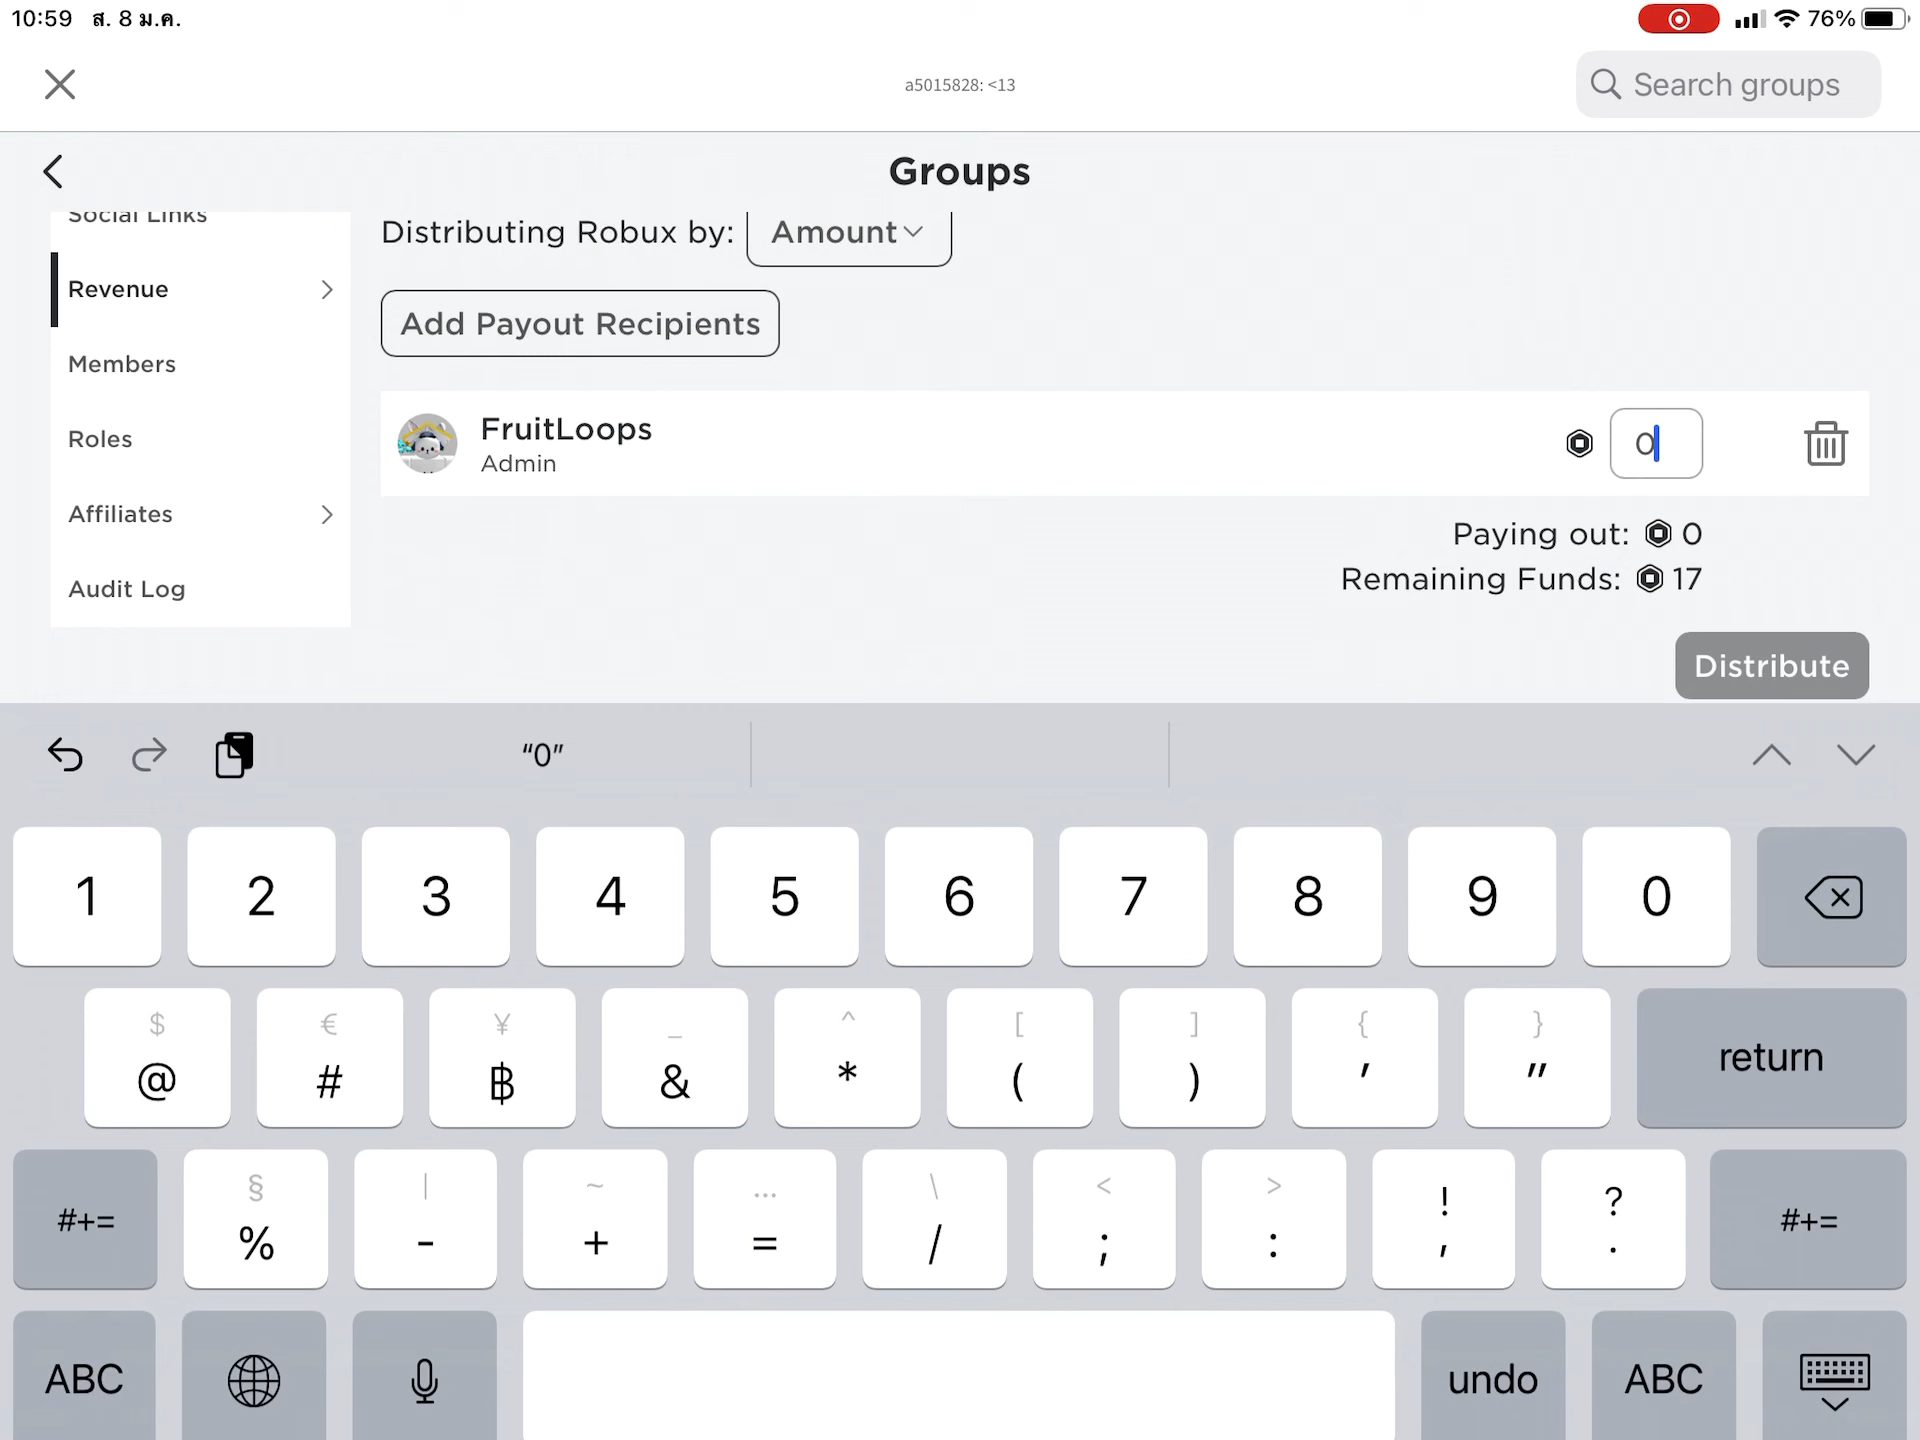 10:59 ส. 8 ม.ค.
76%
a5015828: <13
Search groups
Groups
Social Links
Distributing Robux by: Amount
Revenue
Add Payout Recipients
Members
FruitLoops
0
Admin
Roles
Affiliates
Paying out: 0
Remaining Funds: 17
Audit Log
Distribute
“0”
1 2 3 4 5 6 7 8 9 0
$ € ¥ _ ^ [ ] { }
@ # ฿ & * ( ) ' "
return
§ | ~ … \ < > ! ?
#+= % - + = / ; : , . #+=
ABC undo ABC